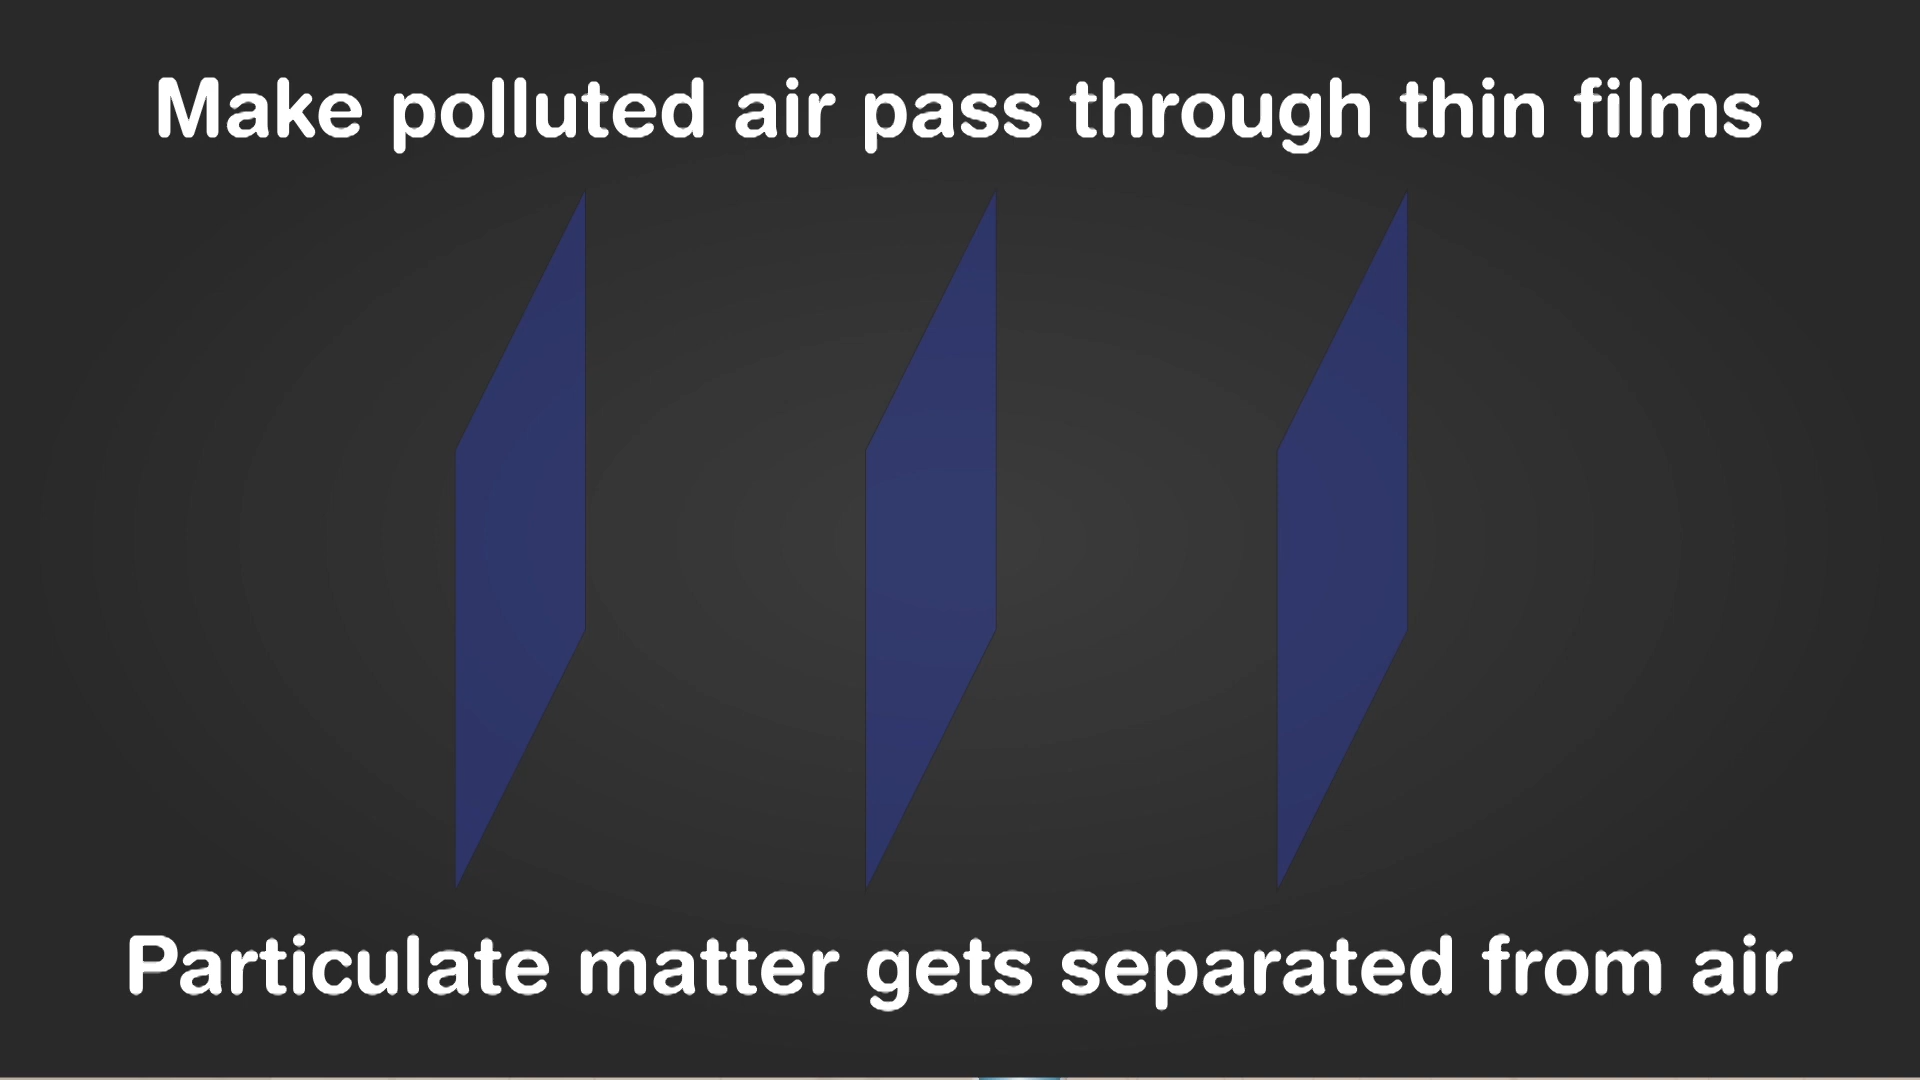 Make polluted air pass through thin films
Particulate matter gets separated from air